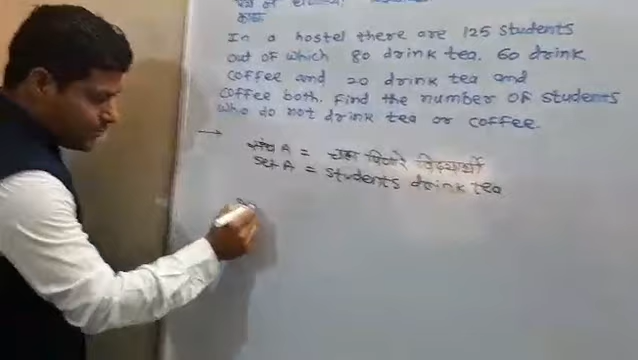 काढा
In a hostel there are 125 students
out of which 80 drink tea, 60 drink
coffee and 20 drink tea and
coffee both. Find the number of students
who do not drink tea or coffee.
→ संच A = चहा पिणारे विद्यार्थी
Set A = students drink tea